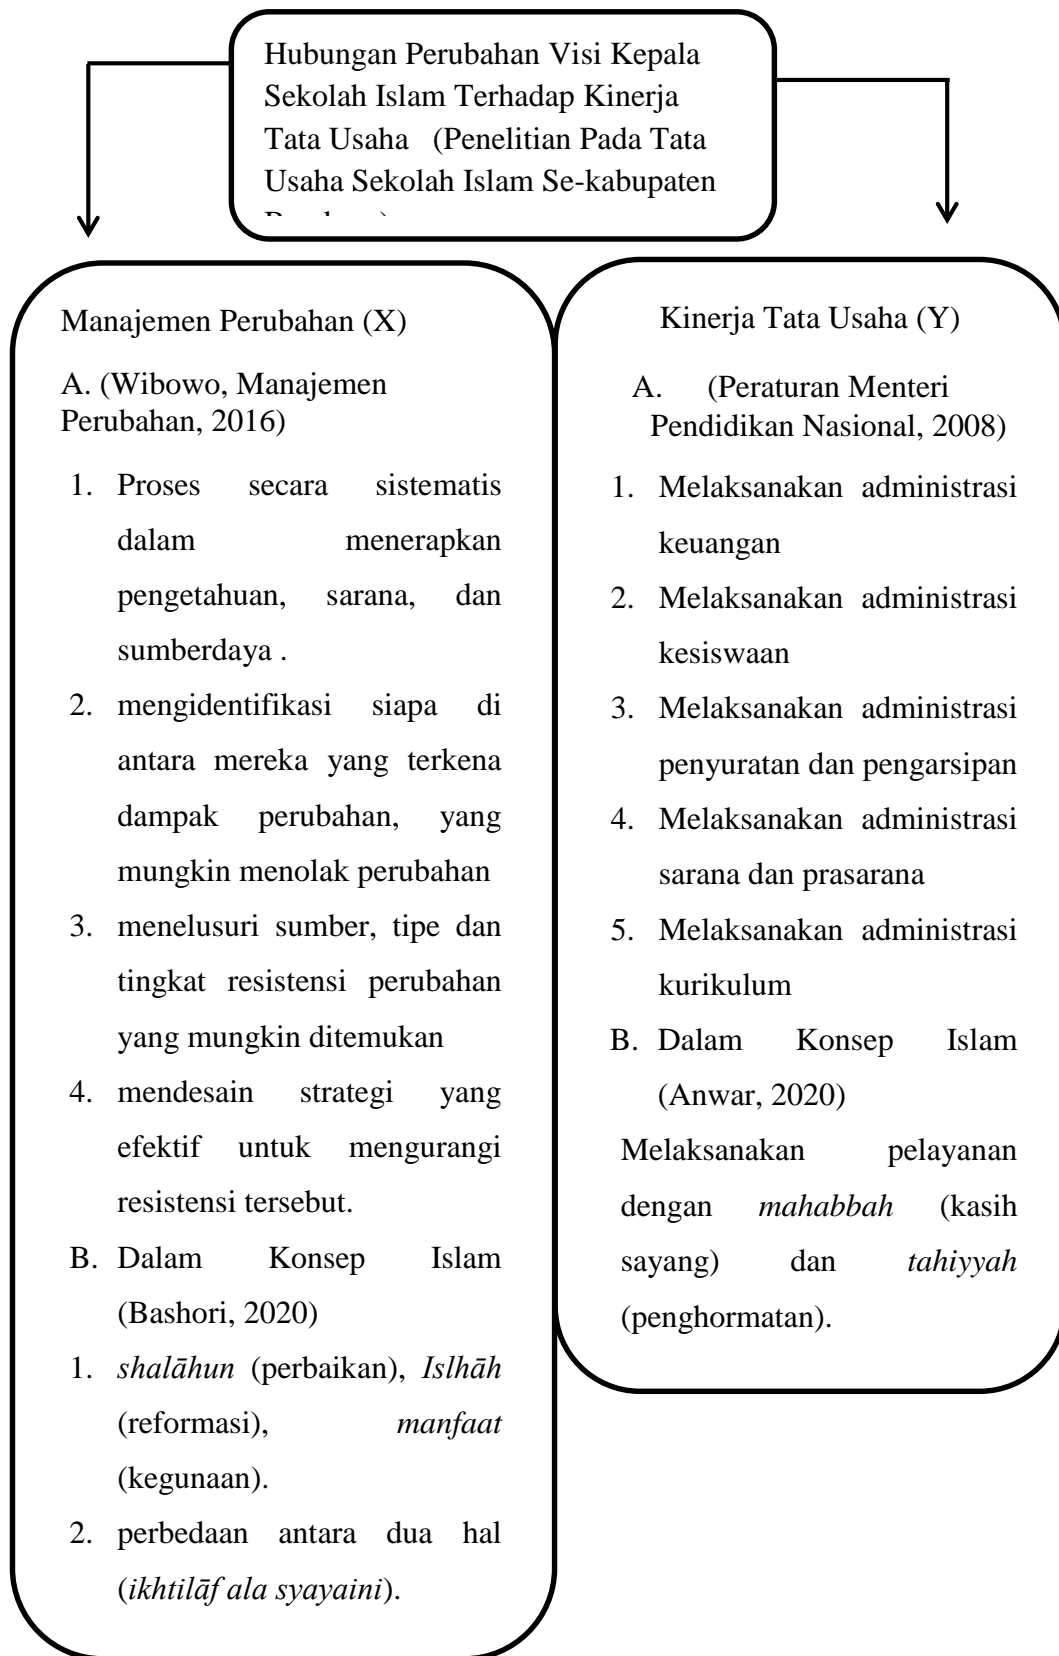 Hubungan Perubahan Visi Kepala
Sekolah Islam Terhadap Kinerja
Tata Usaha (Penelitian Pada Tata
Usaha Sekolah Islam Se-kabupaten
Manajemen Perubahan (X)
A. (Wibowo, Manajemen
Perubahan, 2016)
1. Proses secara sistematis
dalam menerapkan
pengetahuan, sarana, dan
sumberdaya .
2. mengidentifikasi siapa di
antara mereka yang terkena
dampak perubahan, yang
mungkin menolak perubahan
3. menelusuri sumber, tipe dan
tingkat resistensi perubahan
yang mungkin ditemukan
4. mendesain strategi yang
efektif untuk mengurangi
resistensi tersebut.
B. Dalam Konsep Islam
(Bashori, 2020)
1. shalāhun (perbaikan), Islhāh
(reformasi), manfaat
(kegunaan).
2. perbedaan antara dua hal
(ikhtilāf ala syayaini).
Kinerja Tata Usaha (Y)
A. (Peraturan Menteri
Pendidikan Nasional, 2008)
1. Melaksanakan administrasi
keuangan
2. Melaksanakan administrasi
kesiswaan
3. Melaksanakan administrasi
penyuratan dan pengarsipan
4. Melaksanakan administrasi
sarana dan prasarana
5. Melaksanakan administrasi
kurikulum
B. Dalam Konsep Islam
(Anwar, 2020)
Melaksanakan pelayanan
dengan mahabbah (kasih
sayang) dan tahiyyah
(penghormatan).